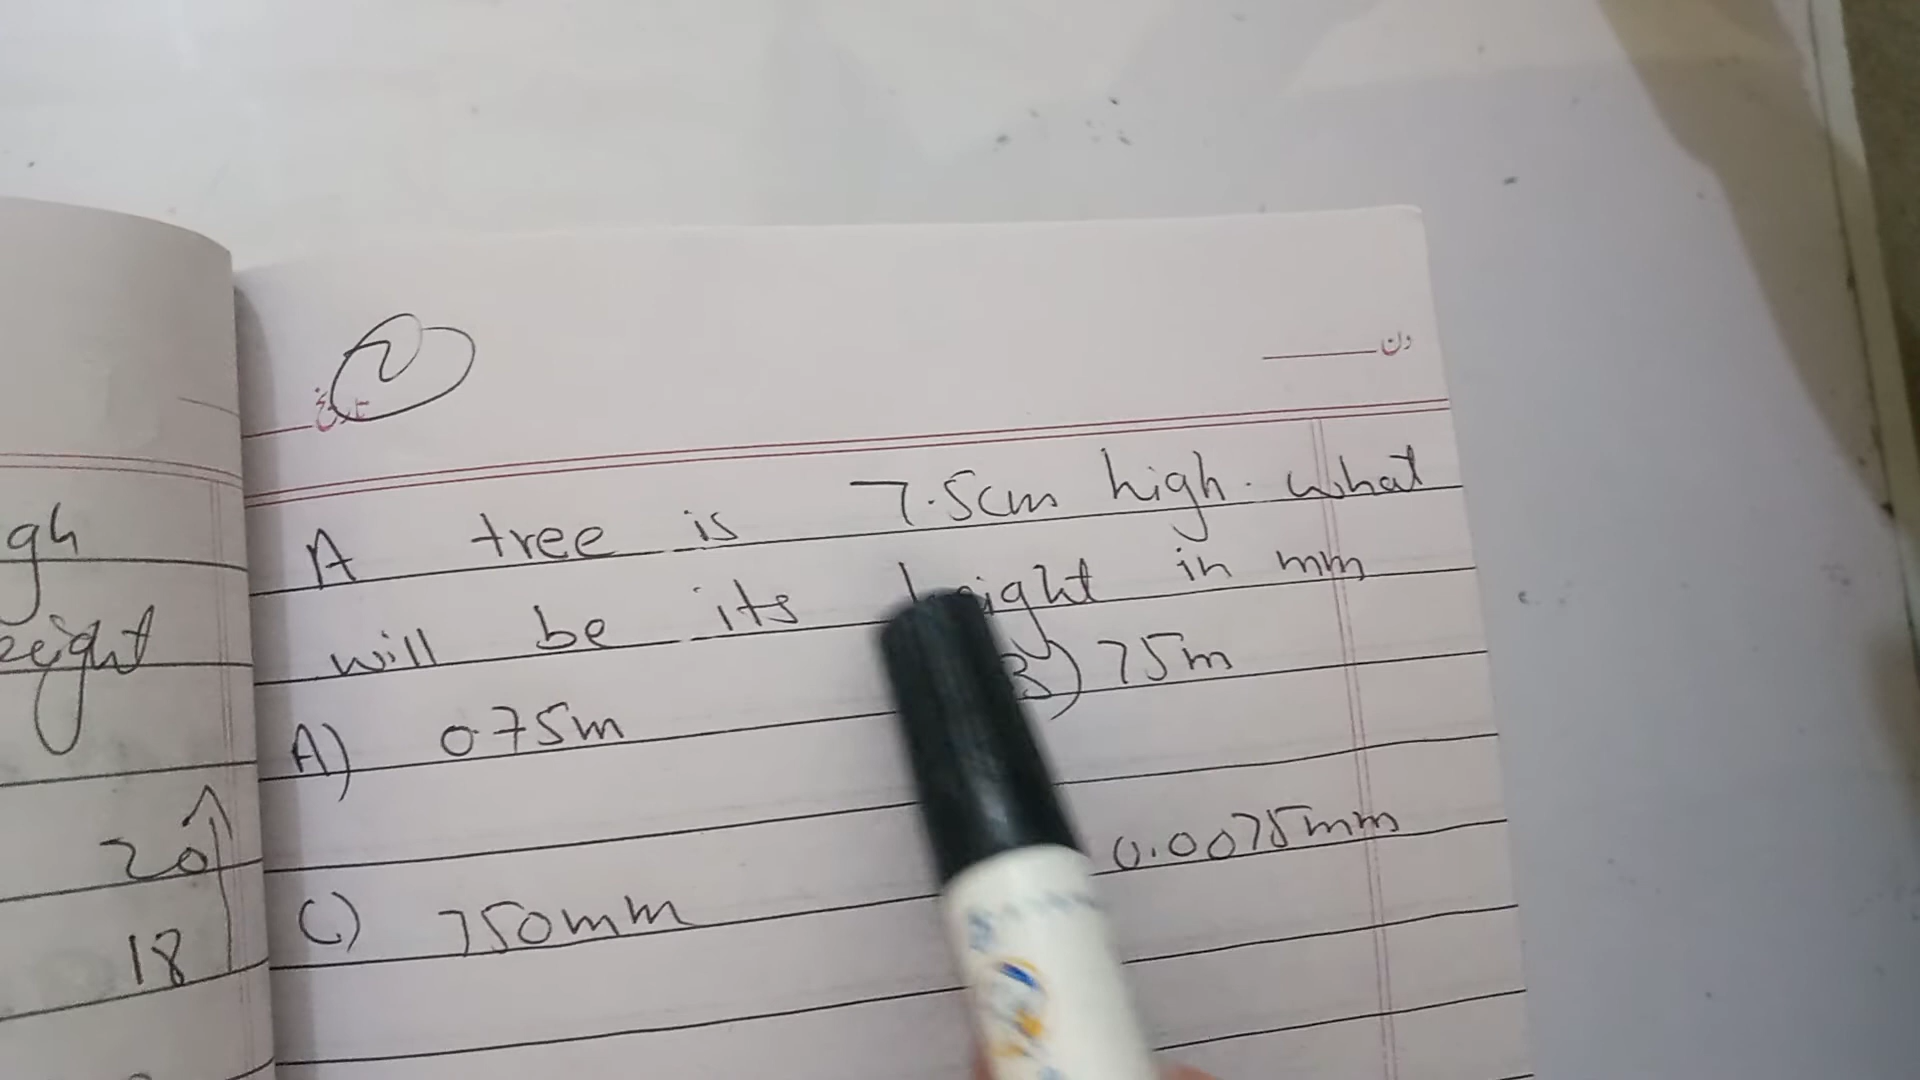 gh
eight
20
18
2
تاریخ
دن
A tree is 7.5cm high. what
will be its height in mm
A) 0.75m B) 75m
C) 750mm 0.0075mm